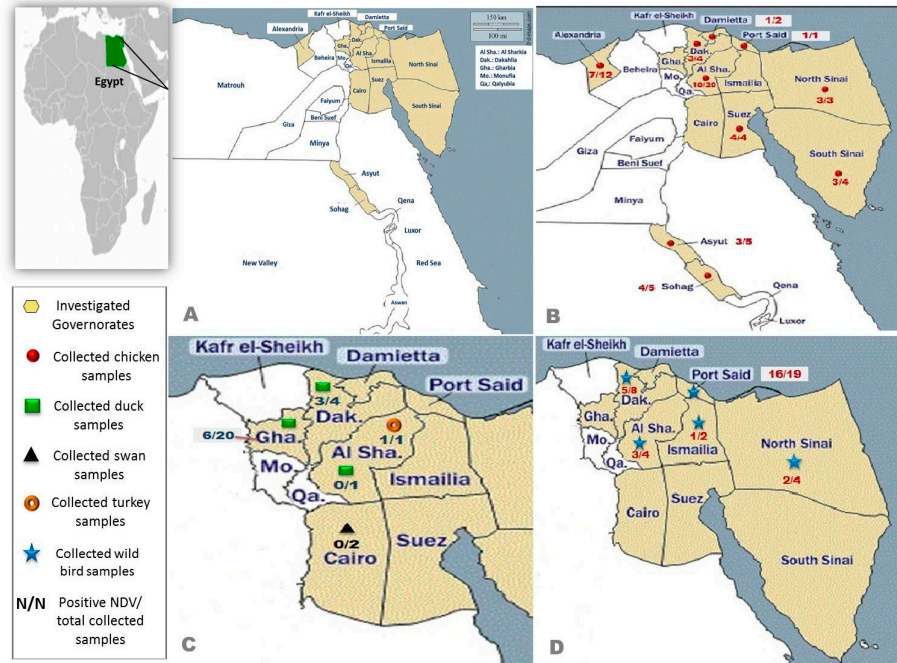 Egypt
Kafr el-Sheikh
Damietta
Alexandria
Port Said
150 km
100 mi
Dak.
Gha.
Beheira
Mo.
Al Sha.
Qa.
Ismailia
North Sinai
Al Sha.: Al Sharkia
Dak.: Dakahlia
Gha.: Gharbia
Mo.: Monufia
Qa,: Qalyubia
Matrouh
Cairo
Suez
South Sinai
Faiyum
Giza
Beni Suef
Minya
Asyut
Sohag
Qena
Luxor
New Valley
Red Sea
Aswan
A
Kafr el-Sheikh
Damietta
1/2
Port Said
1/1
Alexandria
7/12
Beheira
Dak.
3/4
Gha.
Al Sha.
Mo.
10/20
Qa.
Ismailia
North Sinai
3/3
Cairo
Suez
4/4
Faiyum
Giza
Beni Suef
South Sinai
3/4
Minya
Asyut
3/5
4/5
Sohag
Qena
Luxor
B
Investigated
Governorates
Collected chicken
samples
Collected duck
samples
Collected swan
samples
Collected turkey
samples
Collected wild
bird samples
N/N Positive NDV/
total collected
samples
Kafr el-Sheikh
Damietta
Port Said
3/4
Dak.
6/20
Gha.
1/1
Al Sha.
Mo.
0/1
Qa.
Ismailia
0/2
Cairo
Suez
C
Kafr el-Sheikh
Damietta
Port Said
16/19
5/8
Dak.
Gha.
Al Sha.
1/2
Mo.
3/4
Ismailia
Qa.
North Sinai
2/4
Cairo
Suez
South Sinai
D